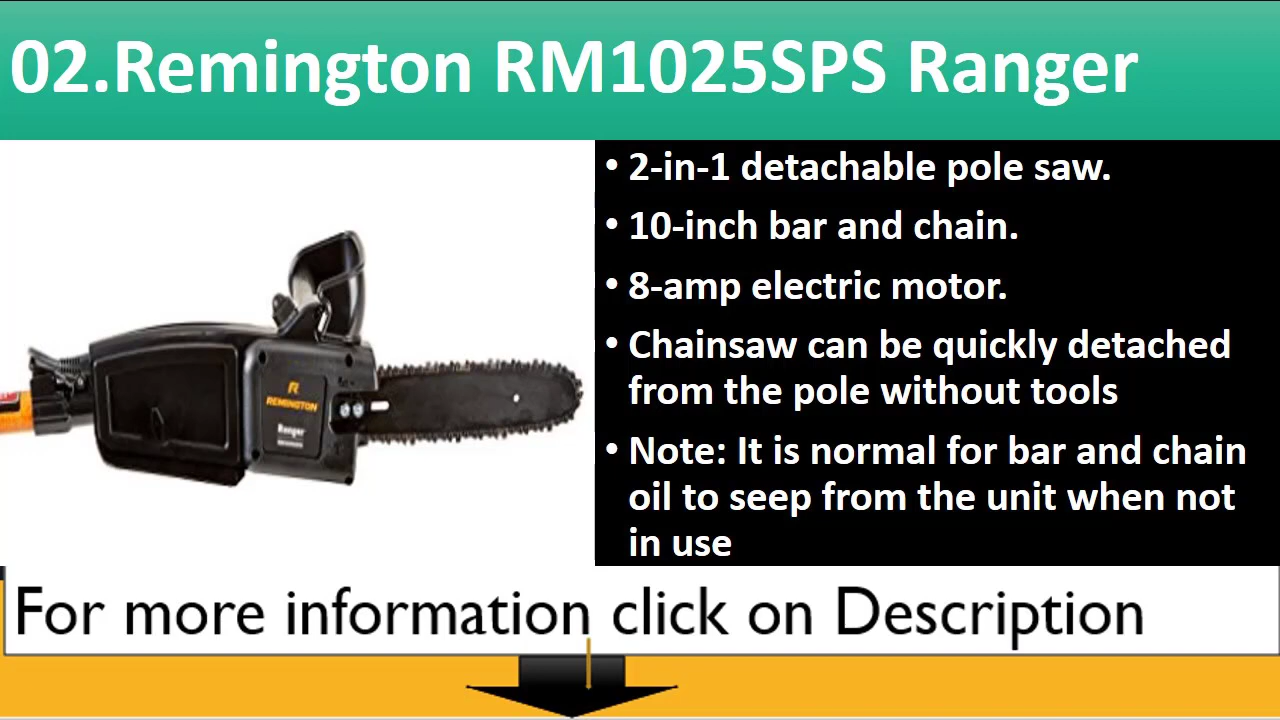 02.Remington RM1025SPS Ranger
• 2-in-1 detachable pole saw.
• 10-inch bar and chain.
• 8-amp electric motor.
• Chainsaw can be quickly detached
from the pole without tools
• Note: It is normal for bar and chain
oil to seep from the unit when not
in use
R
REMINGTON
Ranger
For more information click on Description